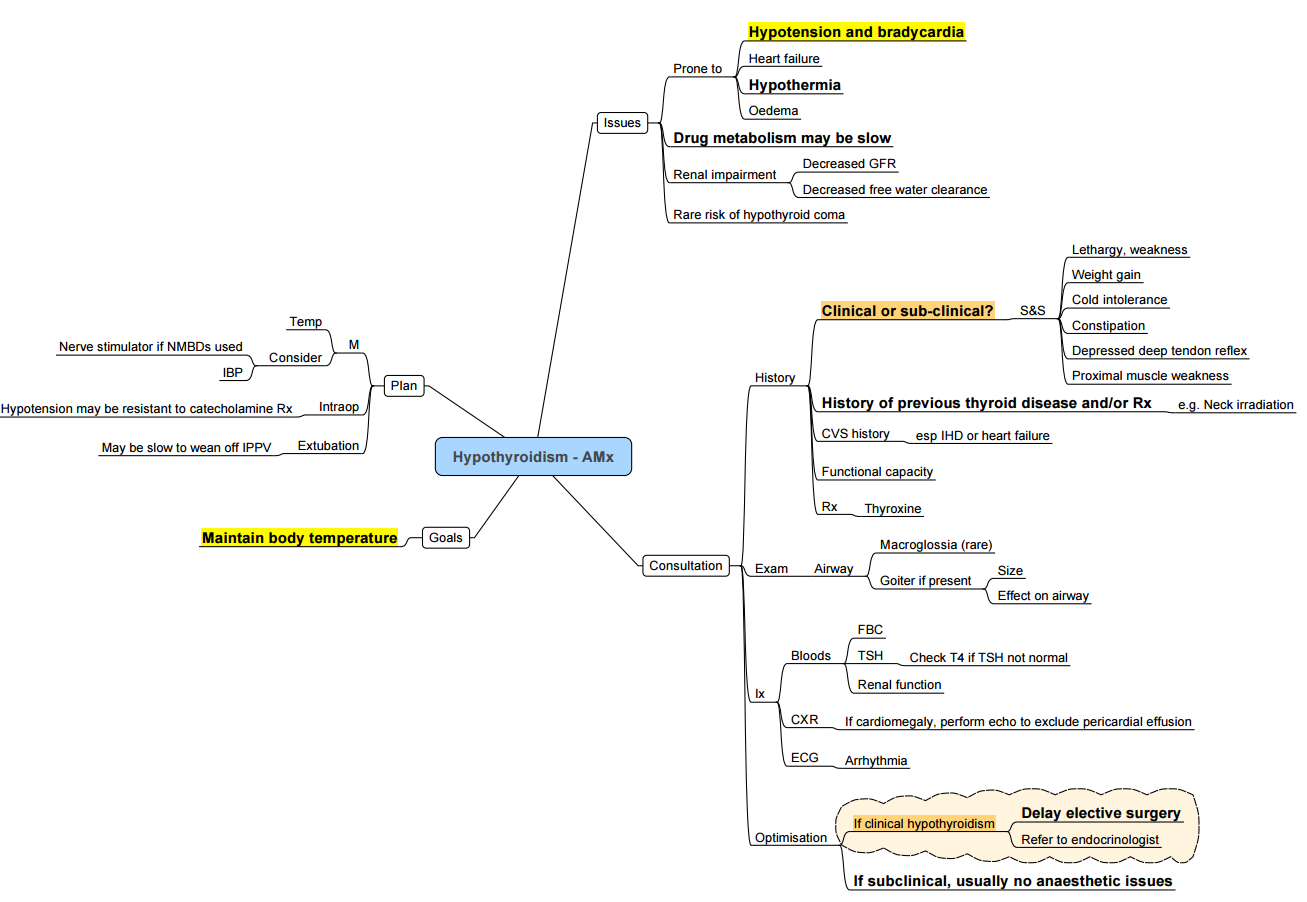 Hypothyroidism - AMx
Issues
Prone to
Hypotension and bradycardia
Heart failure
Hypothermia
Oedema
Drug metabolism may be slow
Renal impairment
Decreased GFR
Decreased free water clearance
Rare risk of hypothyroid coma
Consultation
History
Clinical or sub-clinical?
S&S
Lethargy, weakness
Weight gain
Cold intolerance
Constipation
Depressed deep tendon reflex
Proximal muscle weakness
History of previous thyroid disease and/or Rx
e.g. Neck irradiation
CVS history
esp IHD or heart failure
Functional capacity
Rx
Thyroxine
Exam
Airway
Macroglossia (rare)
Goiter if present
Size
Effect on airway
Ix
Bloods
FBC
TSH
Check T4 if TSH not normal
Renal function
CXR
If cardiomegaly, perform echo to exclude pericardial effusion
ECG
Arrhythmia
Optimisation
If clinical hypothyroidism
Delay elective surgery
Refer to endocrinologist
If subclinical, usually no anaesthetic issues
Goals
Maintain body temperature
Plan
M
Temp
Consider
Nerve stimulator if NMBDs used
IBP
Intraop
Hypotension may be resistant to catecholamine Rx
Extubation
May be slow to wean off IPPV